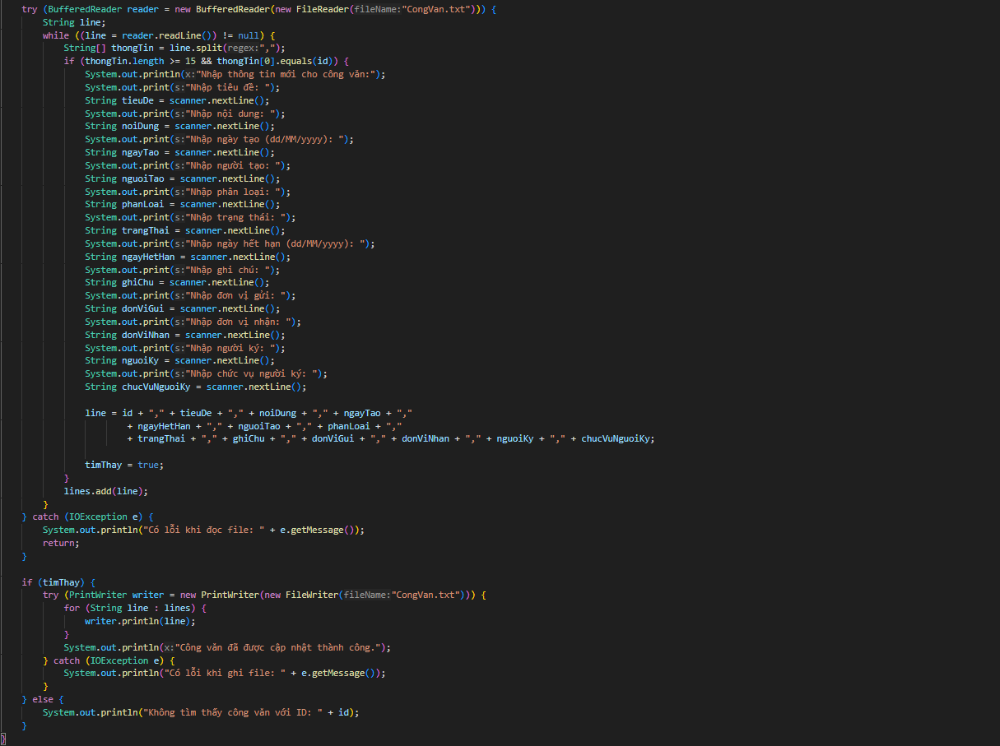 try (BufferedReader reader = new BufferedReader(new FileReader(fileName:"CongVan.txt"))) {
String line;
while ((line = reader.readLine()) != null) {
String[] thongTin = line.split(regex:",");
if (thongTin.length >= 15 && thongTin[0].equals(id)) {
System.out.println(x:"Nhập thông tin mới cho công văn:");
System.out.print(s:"Nhập tiêu đề: ");
String tieuDe = scanner.nextLine();
System.out.print(s:"Nhập nội dung: ");
String noiDung = scanner.nextLine();
System.out.print(s:"Nhập ngày tạo (dd/MM/yyyy): ");
String ngayTao = scanner.nextLine();
System.out.print(s:"Nhập người tạo: ");
String nguoiTao = scanner.nextLine();
System.out.print(s:"Nhập phân loại: ");
String phanLoai = scanner.nextLine();
System.out.print(s:"Nhập trạng thái: ");
String trangThai = scanner.nextLine();
System.out.print(s:"Nhập ngày hết hạn (dd/MM/yyyy): ");
String ngayHetHan = scanner.nextLine();
System.out.print(s:"Nhập ghi chú: ");
String ghiChu = scanner.nextLine();
System.out.print(s:"Nhập đơn vị gửi: ");
String donViGui = scanner.nextLine();
System.out.print(s:"Nhập đơn vị nhận: ");
String donViNhan = scanner.nextLine();
System.out.print(s:"Nhập người ký: ");
String nguoiKy = scanner.nextLine();
System.out.print(s:"Nhập chức vụ người ký: ");
String chucVuNguoiKy = scanner.nextLine();
line = id + "," + tieuDe + "," + noiDung + "," + ngayTao + ","
+ ngayHetHan + "," + nguoiTao + "," + phanLoai + ","
+ trangThai + "," + ghiChu + "," + donViGui + "," + donViNhan + "," + nguoiKy + "," + chucVuNguoiKy;
timThay = true;
}
lines.add(line);
}
} catch (IOException e) {
System.out.println("Có lỗi khi đọc file: " + e.getMessage());
return;
}
if (timThay) {
try (PrintWriter writer = new PrintWriter(new FileWriter(fileName:"CongVan.txt"))) {
for (String line : lines) {
writer.println(line);
}
System.out.println(x:"Công văn đã được cập nhật thành công.");
} catch (IOException e) {
System.out.println("Có lỗi khi ghi file: " + e.getMessage());
}
} else {
System.out.println("Không tìm thấy công văn với ID: " + id);
}
}